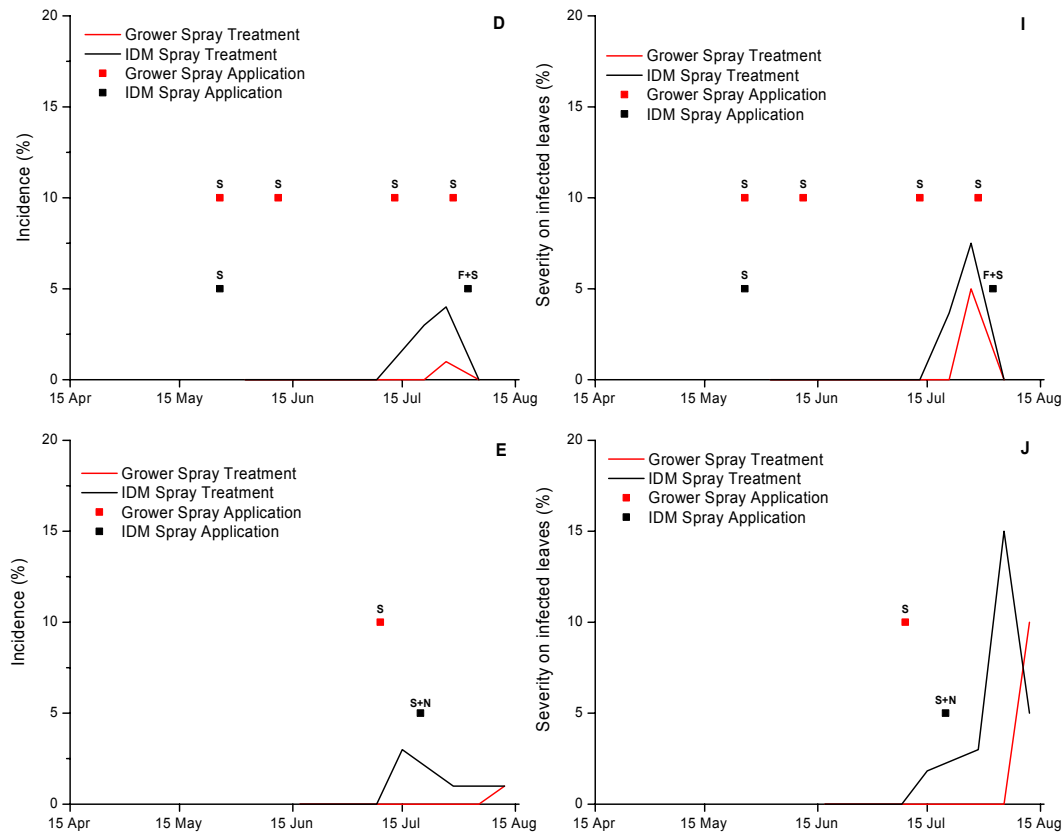 D
20
15
10
5
0
Incidence (%)
Grower Spray Treatment
IDM Spray Treatment
Grower Spray Application
IDM Spray Application
S S S S
S F+S
15 Apr 15 May 15 Jun 15 Jul 15 Aug
I
20
15
10
5
0
Severity on infected leaves (%)
Grower Spray Treatment
IDM Spray Treatment
Grower Spray Application
IDM Spray Application
S S S S
S F+S
15 Apr 15 May 15 Jun 15 Jul 15 Aug
E
20
15
10
5
0
Incidence (%)
Grower Spray Treatment
IDM Spray Treatment
Grower Spray Application
IDM Spray Application
S
S+N
15 Apr 15 May 15 Jun 15 Jul 15 Aug
J
20
15
10
5
0
Severity on infected leaves (%)
Grower Spray Treatment
IDM Spray Treatment
Grower Spray Application
IDM Spray Application
S
S+N
15 Apr 15 May 15 Jun 15 Jul 15 Aug